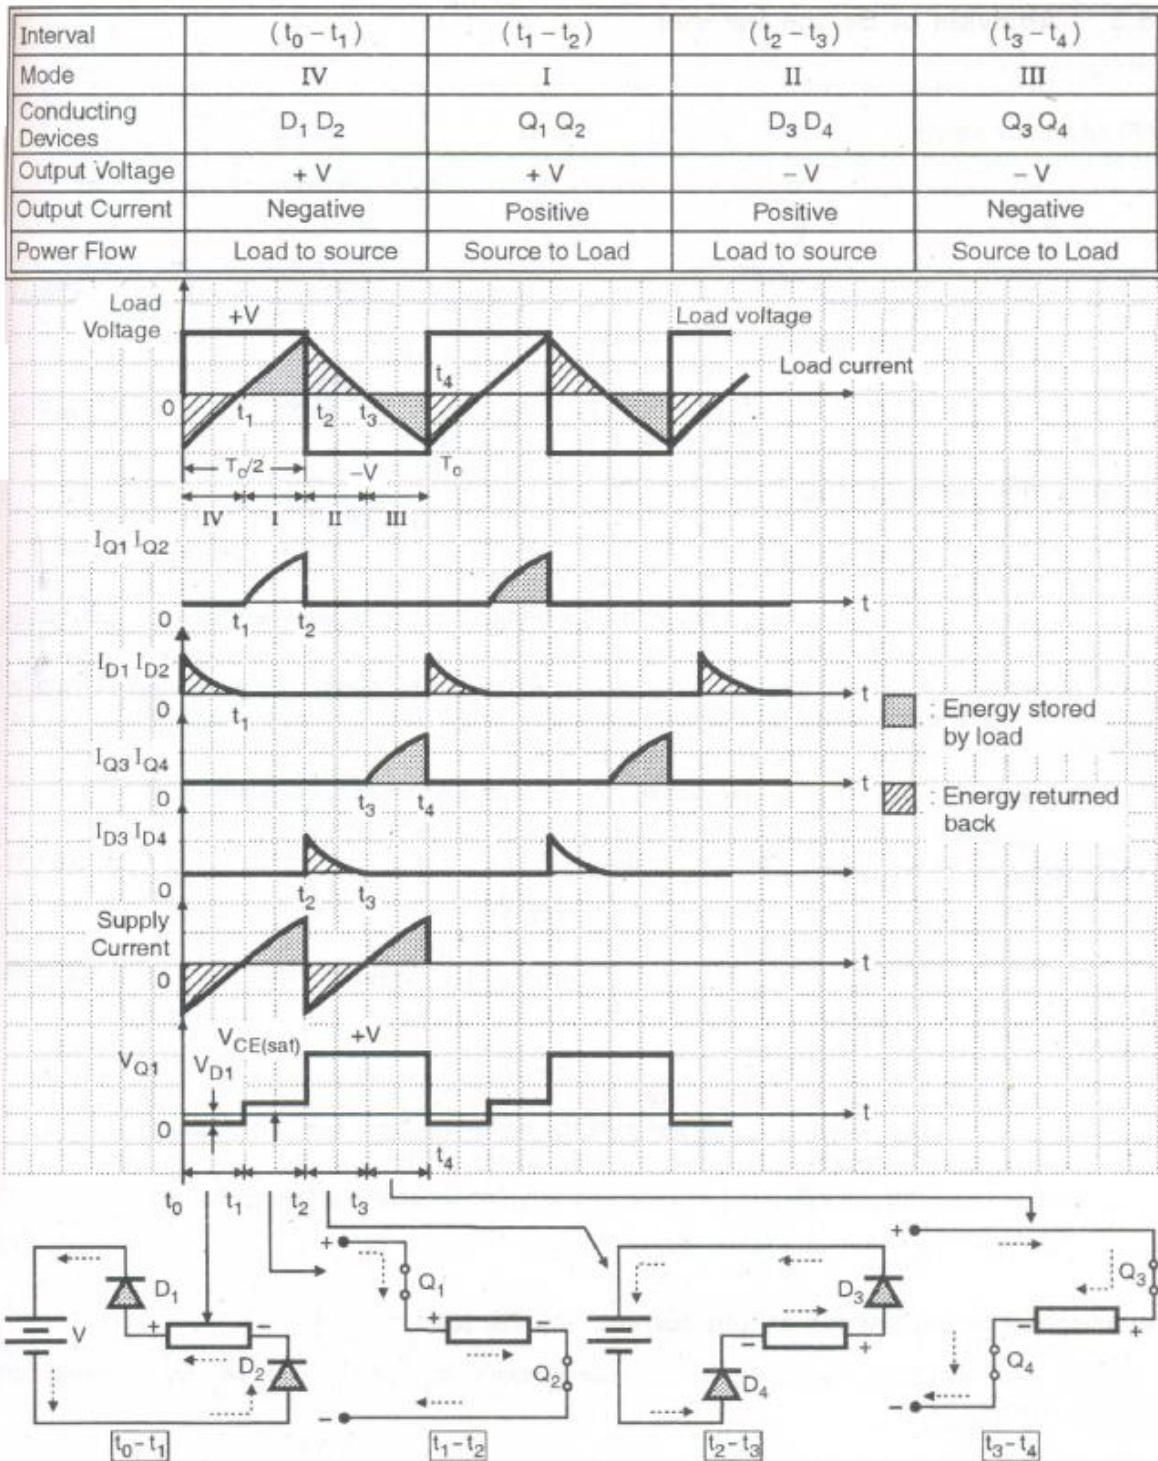 Interval (t0 – t1) (t1 – t2) (t2 – t3) (t3 – t4)
Mode IV I II III
Conducting
Devices D1 D2 Q1 Q2 D3 D4 Q3 Q4
Output Voltage + V + V – V – V
Output Current Negative Positive Positive Negative
Power Flow Load to source Source to Load Load to source Source to Load
Load
Voltage
+V
Load voltage
t4
Load current
0
t1
t2
t3
To/2
–V
To
IV
I
II
III
IQ1 IQ2
0
t1
t2
t
ID1 ID2
0
t1
t
: Energy stored
by load
IQ3 IQ4
0
t3
t4
t
: Energy returned
back
ID3 ID4
0
t2
t3
Supply
Current
0
t
VQ1
VD1
VCE(sat)
+V
0
t
t4
t0
t1
t2
t3
V
D1
+
–
D2
t0 – t1
+
Q1
+
–
Q2
–
t1 – t2
D3
–
+
D4
t2 – t3
+
Q3
–
+
Q4
–
t3 – t4